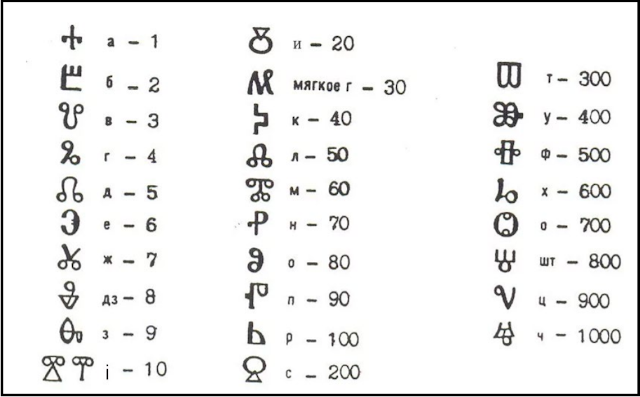 Ⰰ а – 1
Ⰱ б – 2
Ⰲ в – 3
Ⰳ г – 4
Ⰴ д – 5
Ⰵ е – 6
Ⰶ ж – 7
Ⰷ дз – 8
Ⰸ з – 9
Ⰹ Ⰺ і – 10
Ⰻ и – 20
Ⰼ мягкое г – 30
Ⰽ к – 40
Ⰾ л – 50
Ⰿ м – 60
Ⱀ н – 70
Ⱁ о – 80
Ⱂ п – 90
Ⱃ р – 100
Ⱄ с – 200
Ⱅ т – 300
Ⱆ у – 400
Ⱇ ф – 500
Ⱈ х – 600
Ⱉ о – 700
Ⱋ шт – 800
Ⱌ ц – 900
Ⱍ ч – 1000